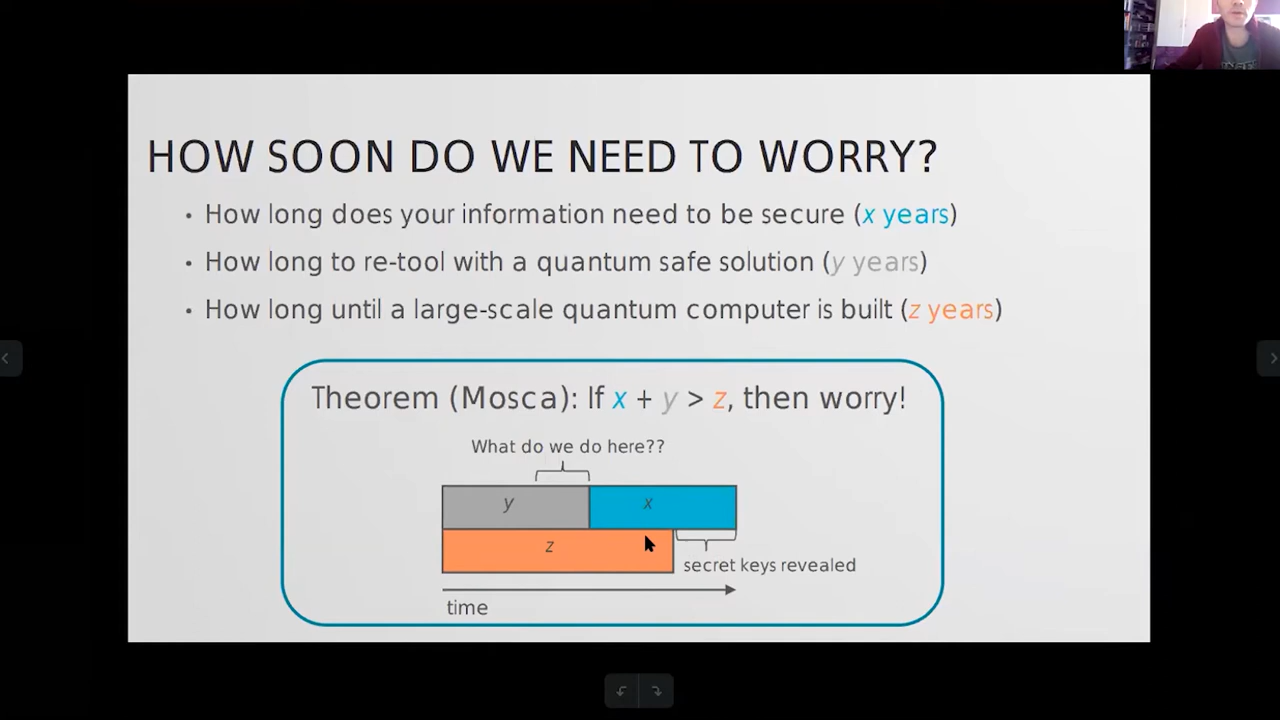 HOW SOON DO WE NEED TO WORRY?
• How long does your information need to be secure (x years)
• How long to re-tool with a quantum safe solution (y years)
• How long until a large-scale quantum computer is built (z years)
Theorem (Mosca): If x + y > z, then worry!
What do we do here??
y x
z
secret keys revealed
time